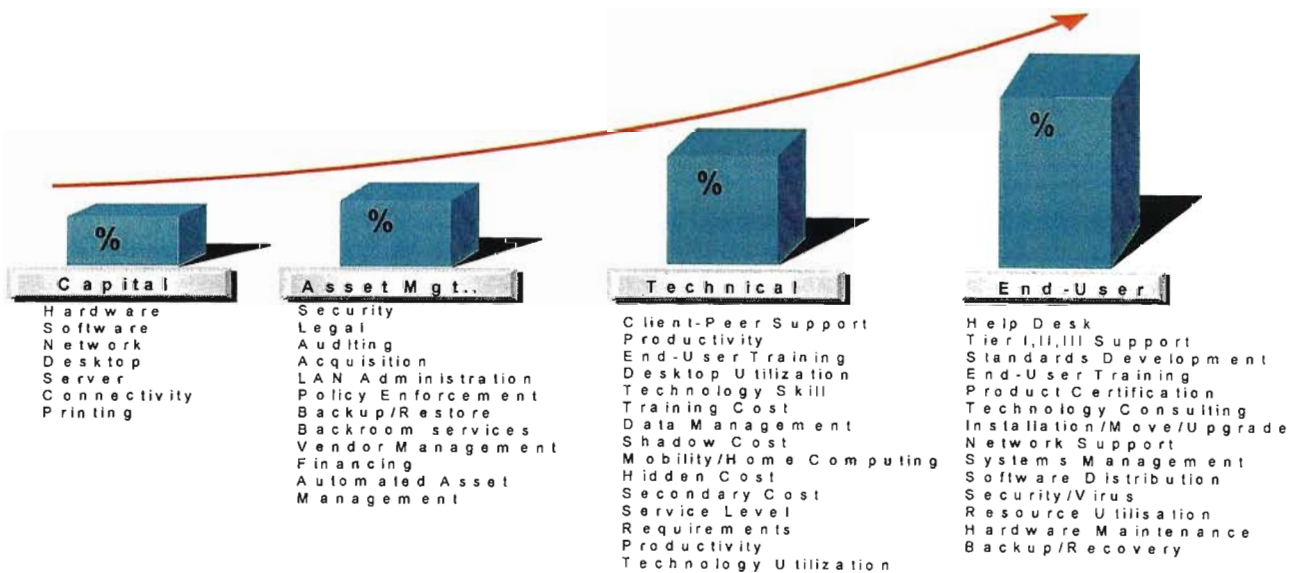 %
%
%
%
Capital
Hardware
Software
Network
Desktop
Server
Connectivity
Printing
Asset Mgt..
Security
Legal
Auditing
Acquisition
LAN Administration
Policy Enforcement
Backup/Restore
Backroom services
Vendor Management
Financing
Automated Asset
Management
Technical
Client-Peer Support
Productivity
End-User Training
Desktop Utilization
Technology Skill
Training Cost
Data Management
Shadow Cost
Mobility/Home Computing
Hidden Cost
Secondary Cost
Service Level
Requirements
Productivity
Technology Utilization
End-User
Help Desk
Tier I,II,III Support
Standards Development
End-User Training
Product Certification
Technology Consulting
Installation/Move/Upgrade
Network Support
Systems Management
Software Distribution
Security/Virus
Resource Utilisation
Hardware Maintenance
Backup/Recovery